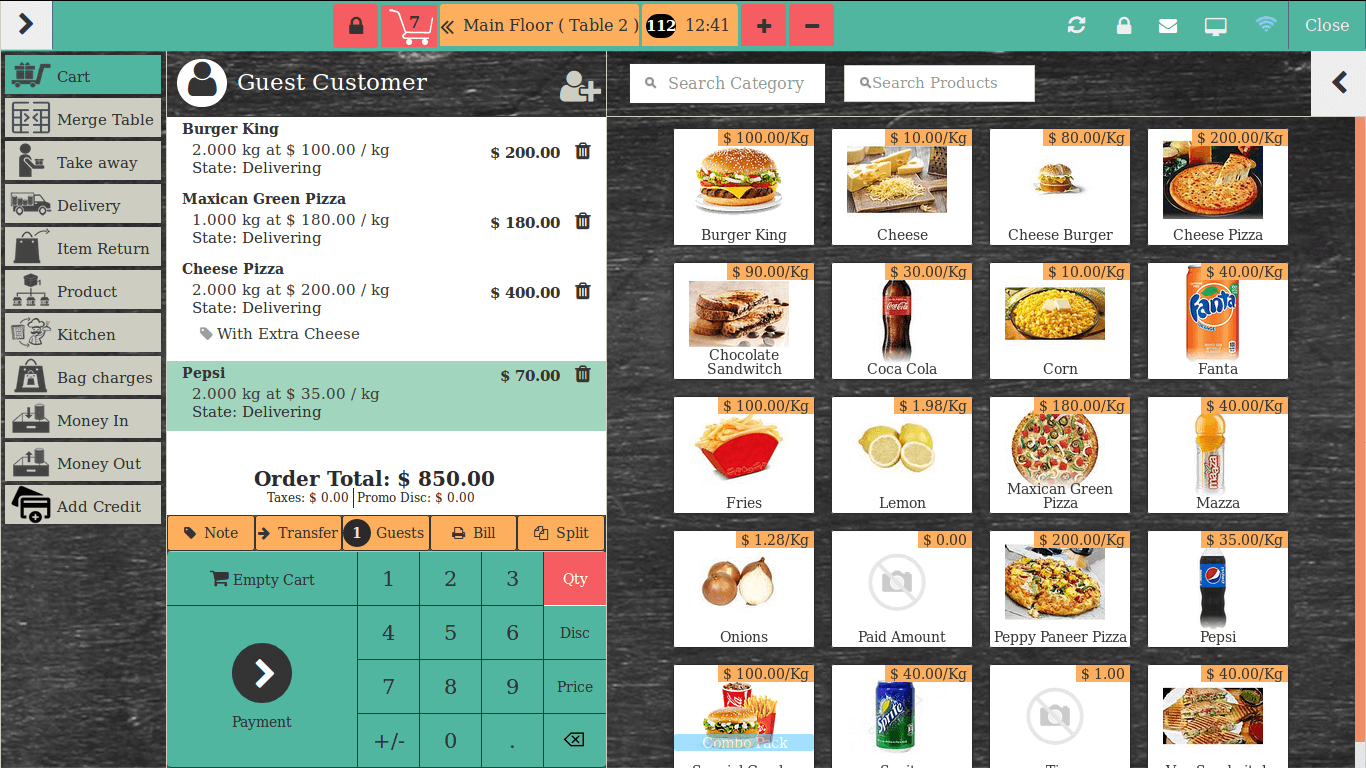 7
Main Floor ( Table 2 )
112
12:41
Close
Cart
Merge Table
Take away
Delivery
Item Return
Product
Kitchen
Bag charges
Money In
Money Out
Add Credit
Guest Customer
Burger King
2.000 kg at $ 100.00 / kg
$ 200.00
State: Delivering
Maxican Green Pizza
1.000 kg at $ 180.00 / kg
$ 180.00
State: Delivering
Cheese Pizza
2.000 kg at $ 200.00 / kg
$ 400.00
State: Delivering
With Extra Cheese
Pepsi
$ 70.00
2.000 kg at $ 35.00 / kg
State: Delivering
Order Total: $ 850.00
Taxes: $ 0.00
Promo Disc: $ 0.00
Note
Transfer
1 Guests
Bill
Split
Empty Cart
1
2
3
Qty
4
5
6
Disc
Payment
7
8
9
Price
+/-
0
.
Search Category
Search Products
$ 100.00/Kg
Burger King
$ 10.00/Kg
Cheese
$ 80.00/Kg
Cheese Burger
$ 200.00/Kg
Cheese Pizza
$ 90.00/Kg
Chocolate
Sandwitch
$ 30.00/Kg
Coca-Cola
Coca Cola
$ 10.00/Kg
Corn
$ 40.00/Kg
Fanta
ORANGE
Fanta
$ 100.00/Kg
Fries
$ 1.98/Kg
Lemon
$ 180.00/Kg
Maxican Green
Pizza
$ 40.00/Kg
maaza
Mazza
$ 1.28/Kg
Onions
$ 0.00
Paid Amount
$ 200.00/Kg
Peppy Paneer Pizza
$ 35.00/Kg
Pepsi
$ 100.00/Kg
Combo Pack
$ 40.00/Kg
Sprite
$ 1.00
$ 40.00/Kg